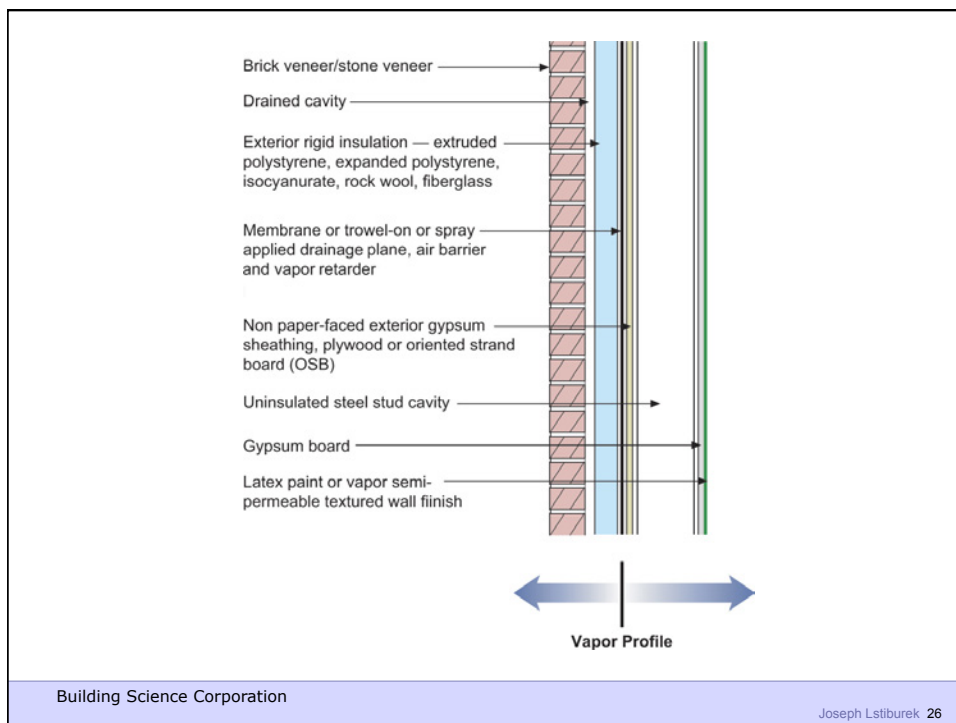 Brick veneer/stone veneer
Drained cavity
Exterior rigid insulation — extruded
polystyrene, expanded polystyrene,
isocyanurate, rock wool, fiberglass
Membrane or trowel-on or spray
applied drainage plane, air barrier
and vapor retarder
Non paper-faced exterior gypsum
sheathing, plywood or oriented strand
board (OSB)
Uninsulated steel stud cavity
Gypsum board
Latex paint or vapor semi-
permeable textured wall fiinish
Vapor Profile
Building Science Corporation
Joseph Lstiburek 26